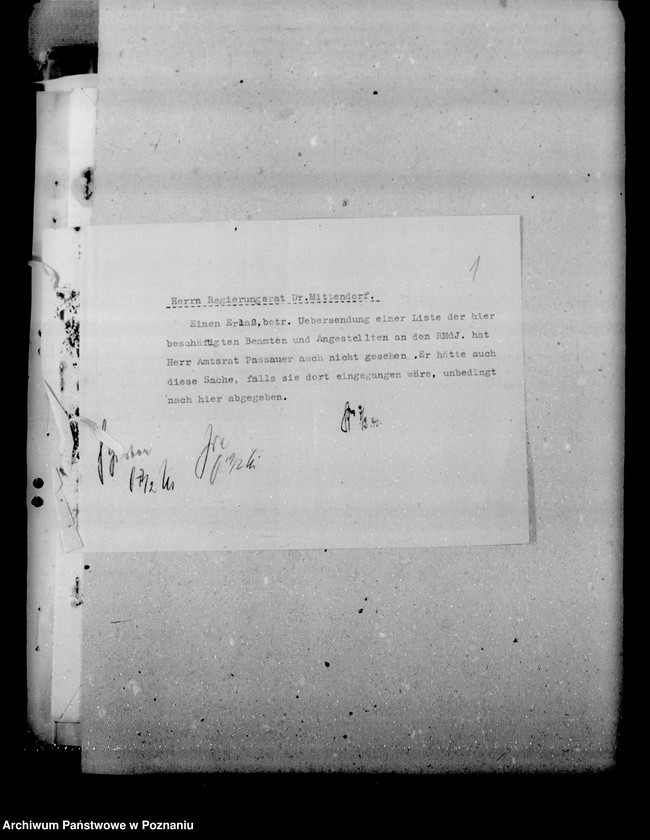 1
Herrn Regierungsrat Dr.Mittendorf.
Einen Erlaß,betr. Uebersendung einer Liste der hier
beschäftigten Beamten und Angestellten an den RMdJ. hat
Herr Amtsrat Passauer auch nicht gesehen .Er hätte auch
diese Sache, falls sie dort eingegangen wäre, unbedingt
nach hier abgegeben.
Archiwum Państwowe w Poznaniu